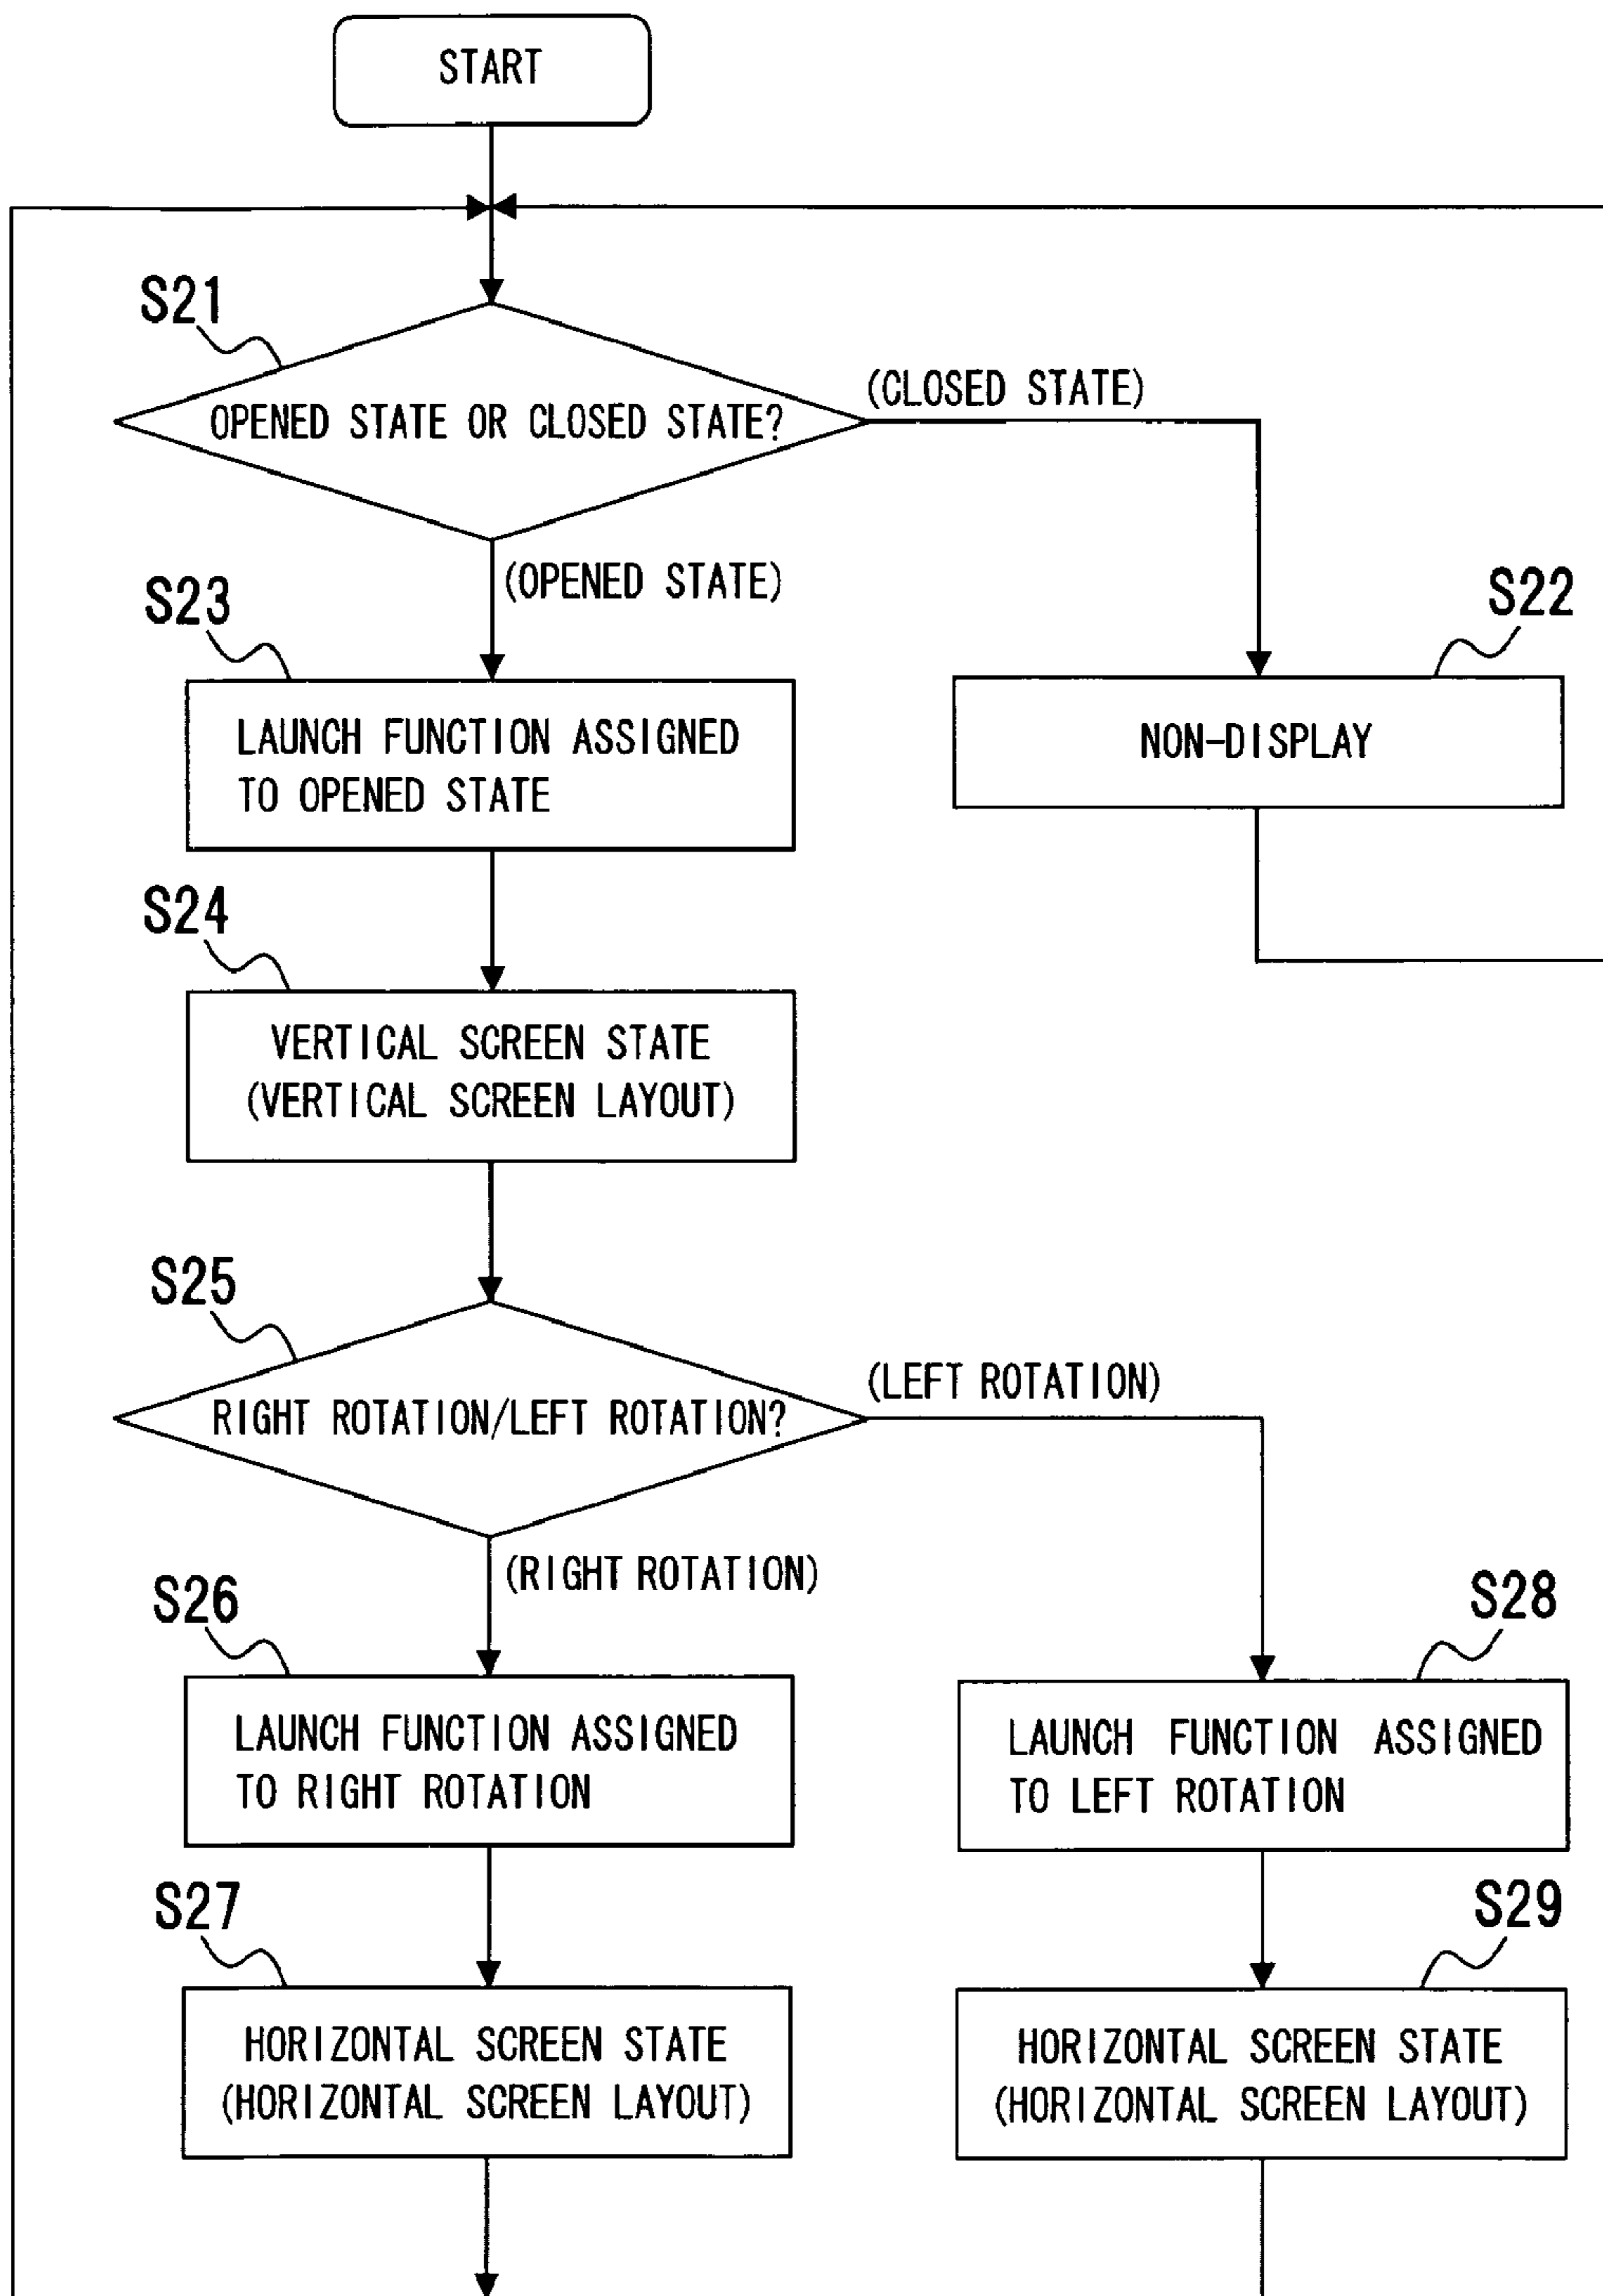 START
S21
(CLOSED STATE)
OPENED STATE OR CLOSED STATE?
(OPENED STATE)
S23
S22
LAUNCH FUNCTION ASSIGNED
TO OPENED STATE
NON-DISPLAY
S24
VERTICAL SCREEN STATE
(VERTICAL SCREEN LAYOUT)
S25
(LEFT ROTATION)
RIGHT ROTATION/LEFT ROTATION?
(RIGHT ROTATION)
S26
S28
LAUNCH FUNCTION ASSIGNED
TO RIGHT ROTATION
LAUNCH FUNCTION ASSIGNED
TO LEFT ROTATION
S27
S29
HORIZONTAL SCREEN STATE
(HORIZONTAL SCREEN LAYOUT)
HORIZONTAL SCREEN STATE
(HORIZONTAL SCREEN LAYOUT)